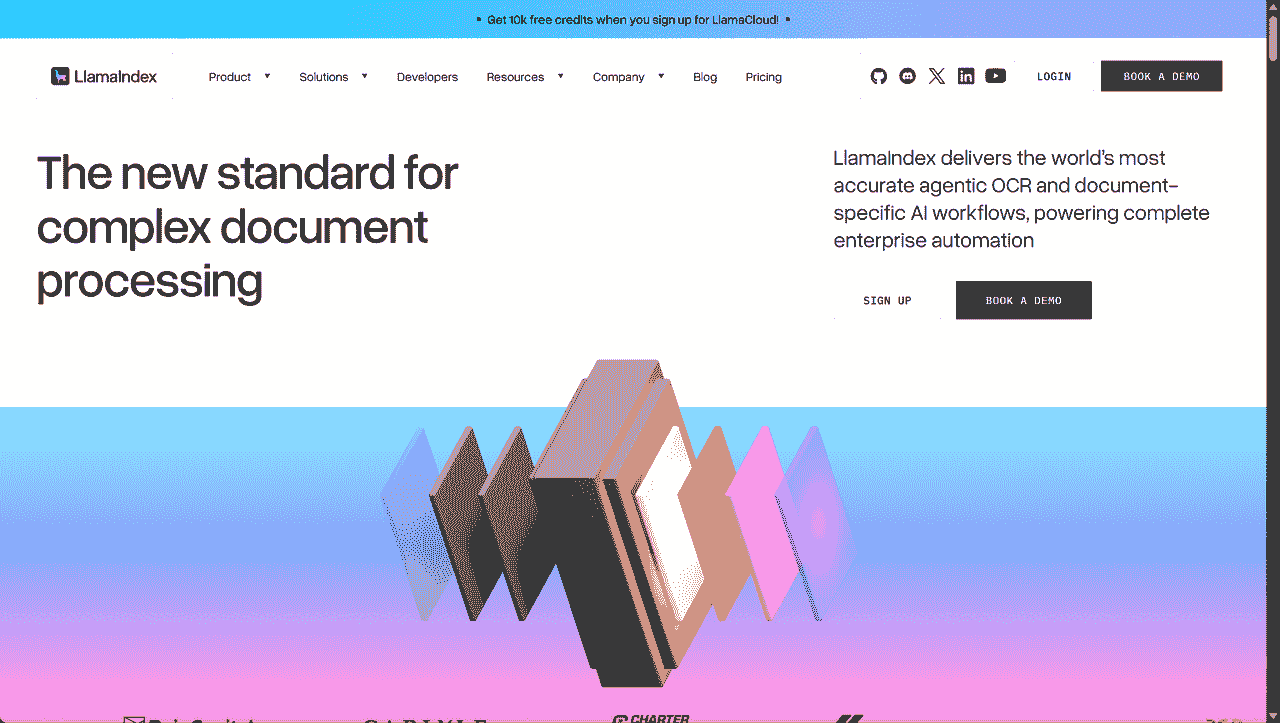 • Get 10k free credits when you sign up for LlamaCloud! •
LlamaIndex Product Solutions Developers Resources Company Blog Pricing LOGIN BOOK A DEMO
The new standard for
complex document
processing
LlamaIndex delivers the world's most
accurate agentic OCR and document-
specific AI workflows, powering complete
enterprise automation
SIGN UP BOOK A DEMO
CHARTER